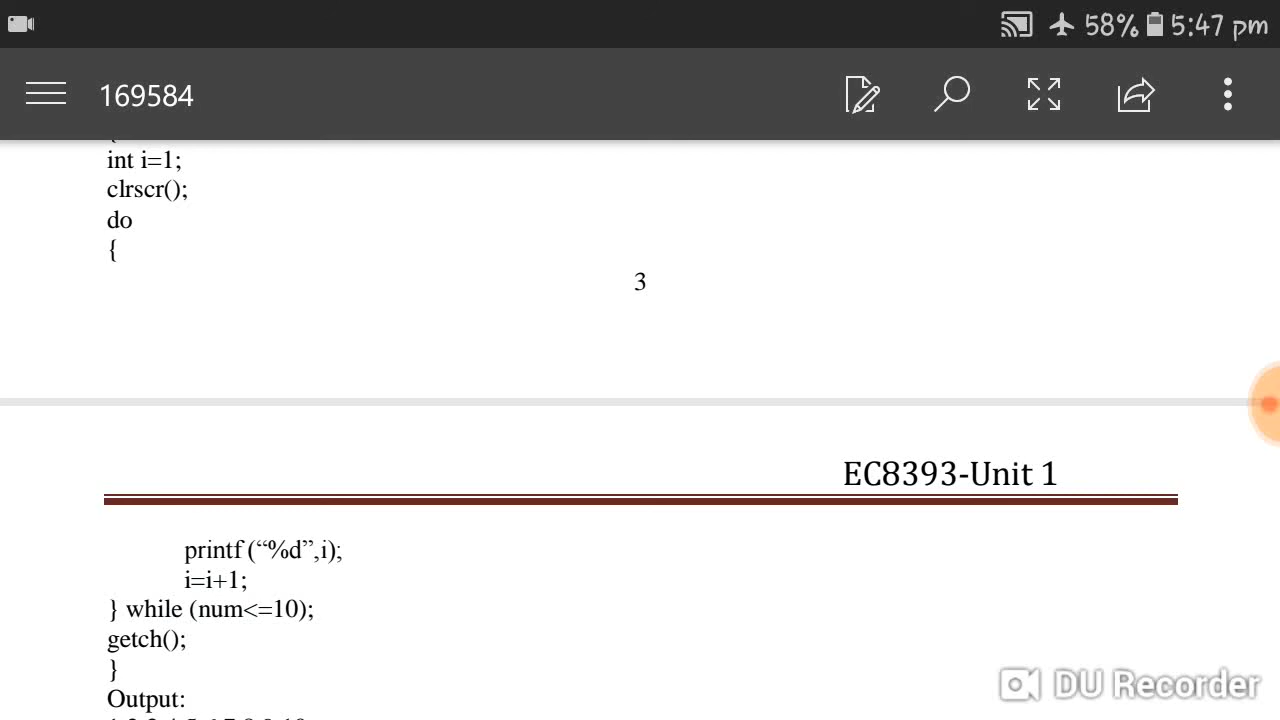 58% 5:47 pm
169584
int i=1;
clrscr();
do
{
3
EC8393-Unit 1
printf (“%d”,i);
i=i+1;
} while (num<=10);
getch();
}
Output:
DU Recorder